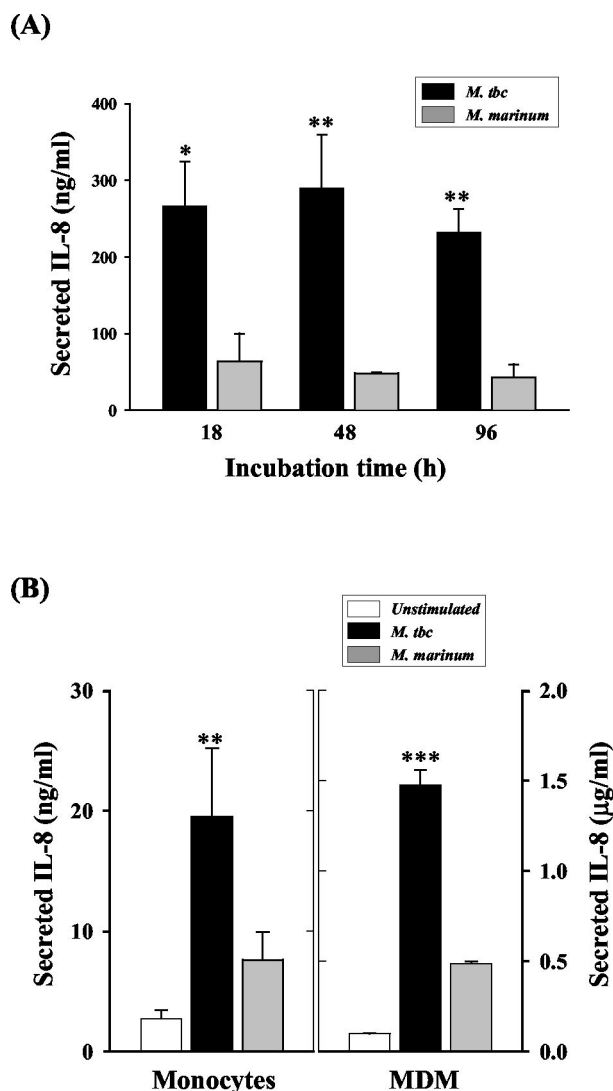 (A)
M. tbc
M. marinum
Secreted IL-8 (ng/ml)
400
300
200
100
0
*
**
**
18 48 96
Incubation time (h)
(B)
Unstimulated
M. tbc
M. marinum
Secreted IL-8 (ng/ml)
30
20
10
0
**
***
2.0
1.5
1.0
0.5
0.0
Secreted IL-8 (μg/ml)
Monocytes MDM